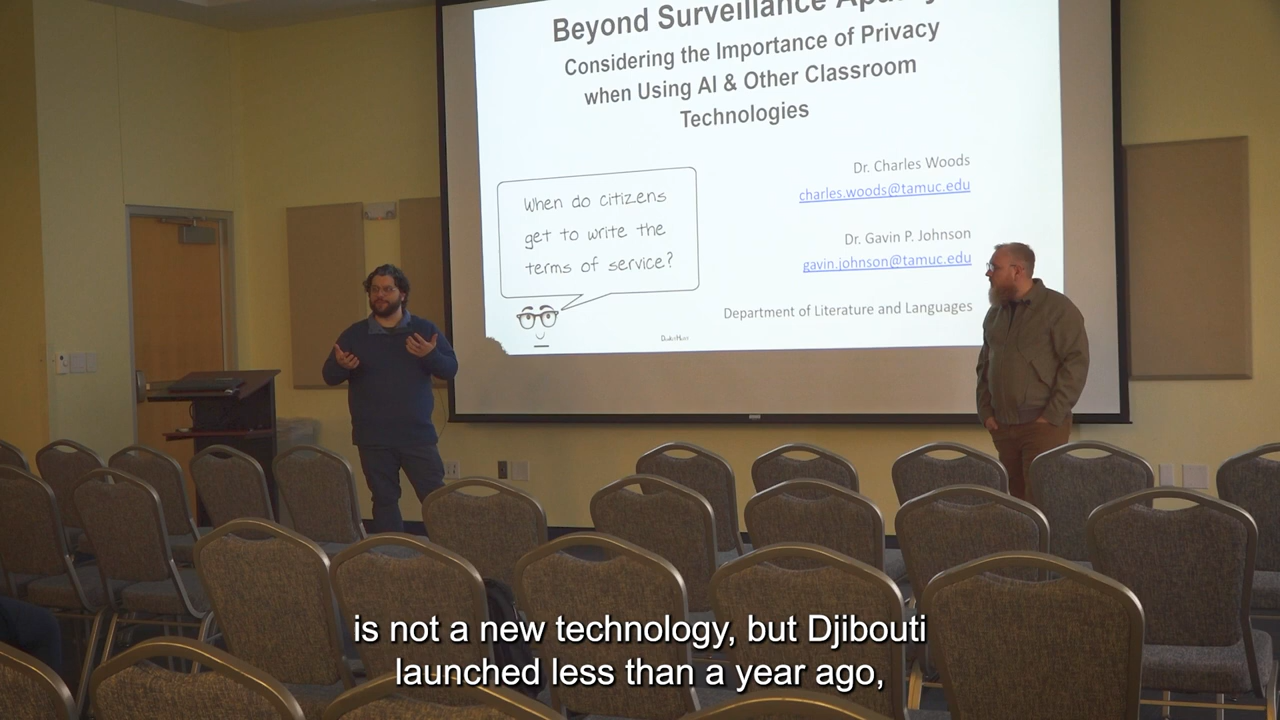 Beyond Surveillance Apathy
Considering the Importance of Privacy
when Using AI & Other Classroom
Technologies
Dr. Charles Woods
charles.woods@tamuc.edu
When do citizens
get to write the
terms of service?
Dr. Gavin P. Johnson
gavin.johnson@tamuc.edu
Department of Literature and Languages
is not a new technology, but Djibouti
launched less than a year ago,